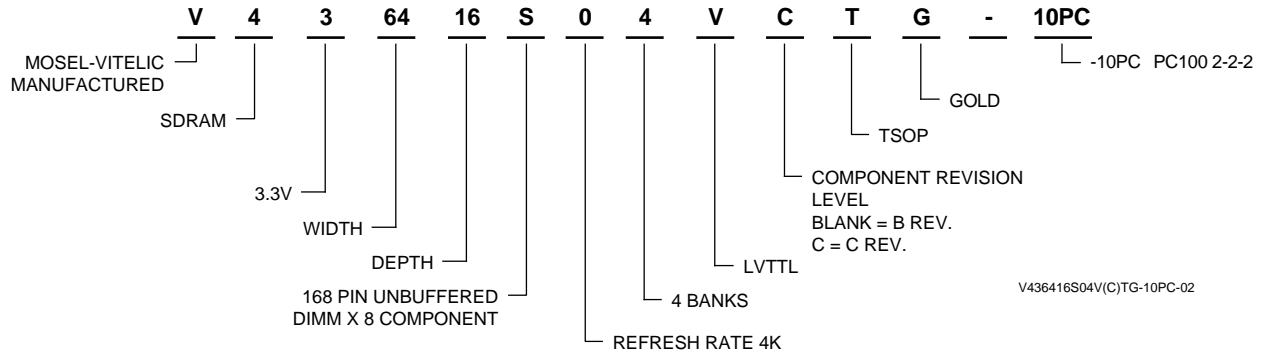 V 4 3 64 16 S 0 4 V C T G - 10PC
MOSEL-VITELIC
MANUFACTURED
-10PC PC100 2-2-2
GOLD
SDRAM
TSOP
COMPONENT REVISION
LEVEL
BLANK = B REV.
C = C REV.
3.3V
WIDTH
DEPTH
LVTTL
168 PIN UNBUFFERED
DIMM X 8 COMPONENT
4 BANKS
V436416S04V(C)TG-10PC-02
REFRESH RATE 4K